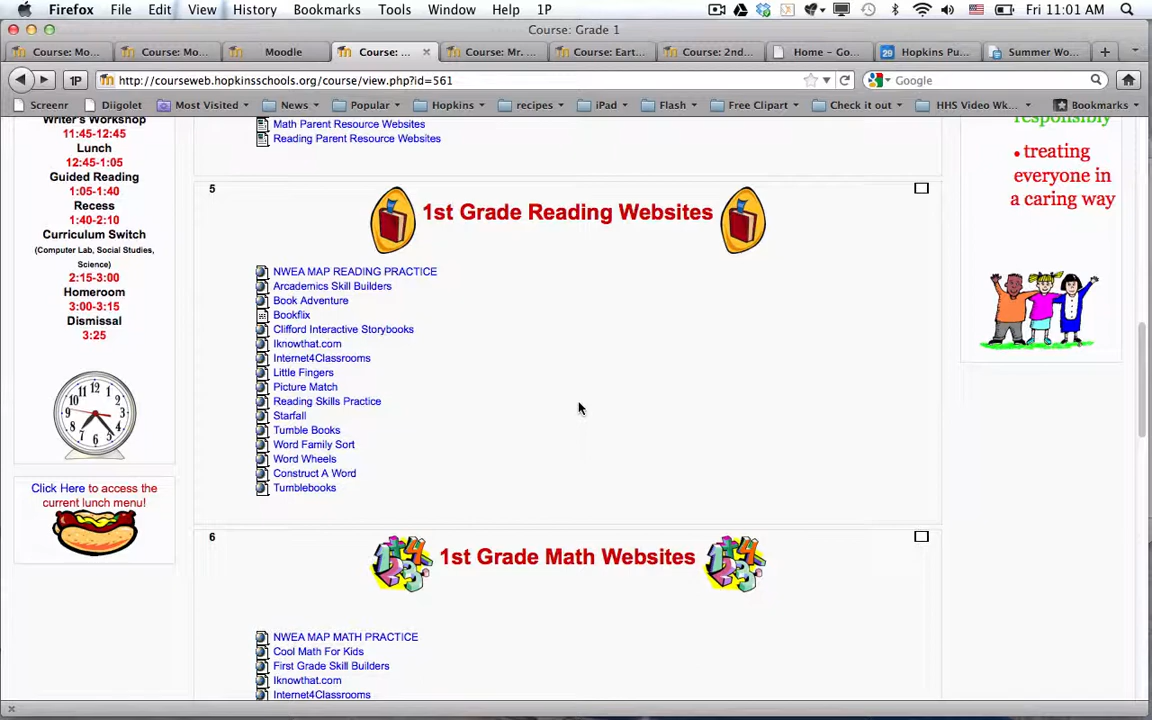 Firefox File Edit View History Bookmarks Tools Window Help 1P Fri 11:01 AM
Course: Grade 1
Course: Mo... Course: Mo... Moodle Course: ... Course: Mr. ... Course: Eart... Course: 2nd... Home – Go... 29 Hopkins Pu... Summer Wo...
1P http://courseweb.hopkinsschools.org/course/view.php?id=561 Google
Screenr Diigolet Most Visited News Popular Hopkins recipes iPad Flash Free Clipart Check it out HHS Video Wk... Bookmarks
Writer's Workshop
11:45-12:45
Lunch
12:45-1:05
Guided Reading
1:05-1:40
Recess
1:40-2:10
Curriculum Switch
(Computer Lab, Social Studies,
Science)
2:15-3:00
Homeroom
3:00-3:15
Dismissal
3:25
Click Here to access the
current lunch menu!
Math Parent Resource Websites
Reading Parent Resource Websites
5
1st Grade Reading Websites
NWEA MAP READING PRACTICE
Arcademics Skill Builders
Book Adventure
Bookflix
Clifford Interactive Storybooks
Iknowthat.com
Internet4Classrooms
Little Fingers
Picture Match
Reading Skills Practice
Starfall
Tumble Books
Word Family Sort
Word Wheels
Construct A Word
Tumblebooks
6
1st Grade Math Websites
NWEA MAP MATH PRACTICE
Cool Math For Kids
First Grade Skill Builders
Iknowthat.com
Internet4Classrooms
responsibly
• treating
everyone in
a caring way